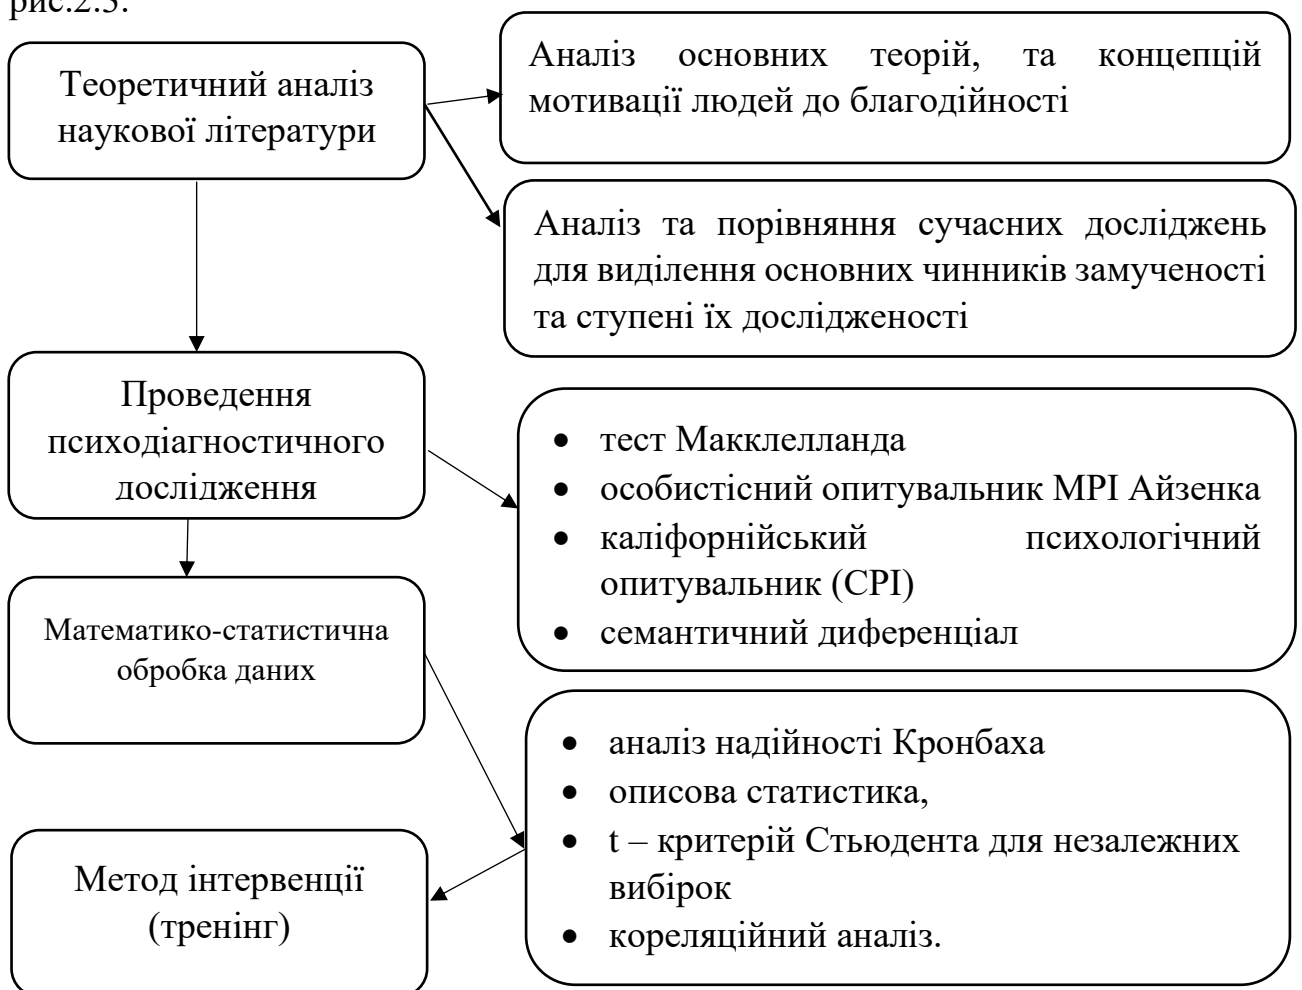 рис.2.3.
Теоретичний аналіз
наукової літератури
Аналіз основних теорій, та концепцій
мотивації людей до благодійності
Аналіз та порівняння сучасних досліджень
для виділення основних чинників замученості
та ступені їх дослідженості
Проведення
психодіагностичного
дослідження
• тест Макклелланда
• особистісний опитувальник MPI Айзенка
• каліфорнійський психологічний
опитувальник (CPI)
• семантичний диференціал
Математико-статистична
обробка даних
• аналіз надійності Кронбаха
• описова статистика,
• t – критерій Стьюдента для незалежних
вибірок
• кореляційний аналіз.
Метод інтервенції
(тренінг)